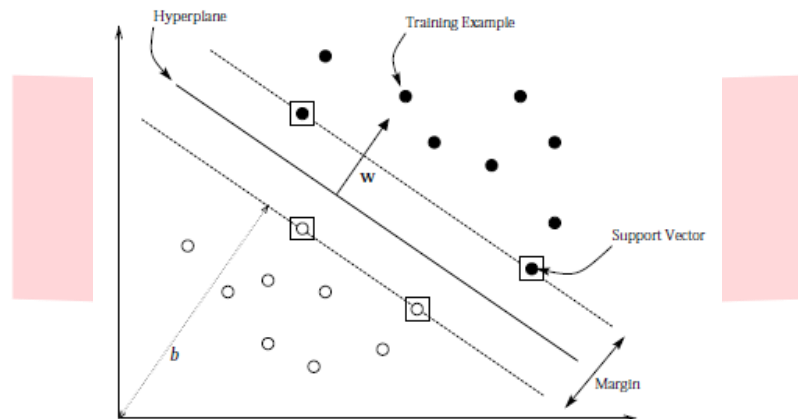 Hyperplane
Training Example
w
Support Vector
b
Margin